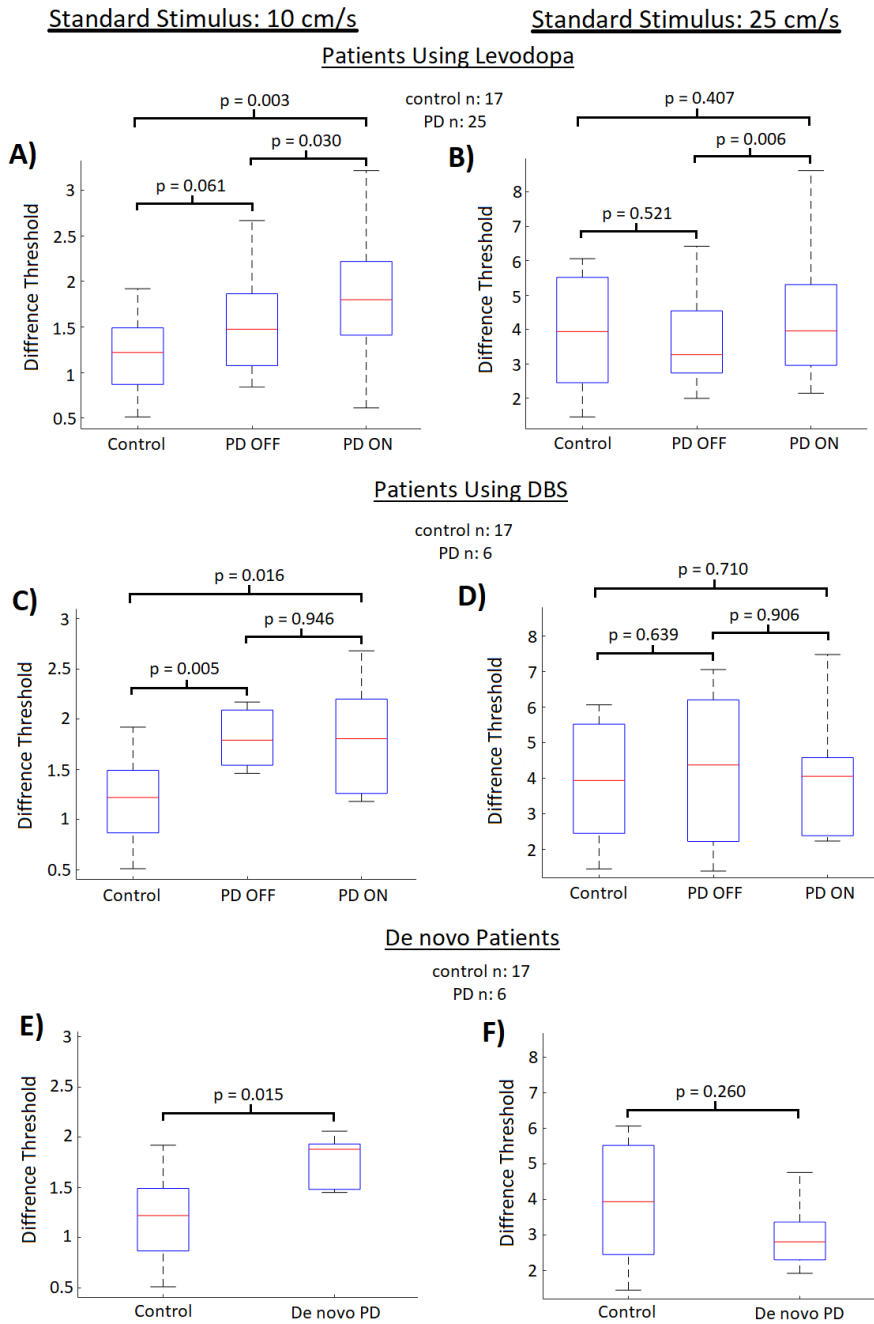 Standard Stimulus: 10 cm/s
Standard Stimulus: 25 cm/s
Patients Using Levodopa
control n: 17
PD n: 25
A)
p = 0.003
p = 0.030
p = 0.061
Diffrence Threshold
3
2.5
2
1.5
1
0.5
Control PD OFF PD ON
B)
p = 0.407
p = 0.006
p = 0.521
Diffrence Threshold
8
7
6
5
4
3
2
Control PD OFF PD ON
Patients Using DBS
control n: 17
PD n: 6
C)
p = 0.016
p = 0.946
p = 0.005
Diffrence Threshold
3
2.5
2
1.5
1
0.5
Control PD OFF PD ON
D)
p = 0.710
p = 0.906
p = 0.639
Diffrence Threshold
8
7
6
5
4
3
2
Control PD OFF PD ON
De novo Patients
control n: 17
PD n: 6
E)
p = 0.015
Diffrence Threshold
3
2.5
2
1.5
1
0.5
Control De novo PD
F)
p = 0.260
Diffrence Threshold
8
7
6
5
4
3
2
Control De novo PD